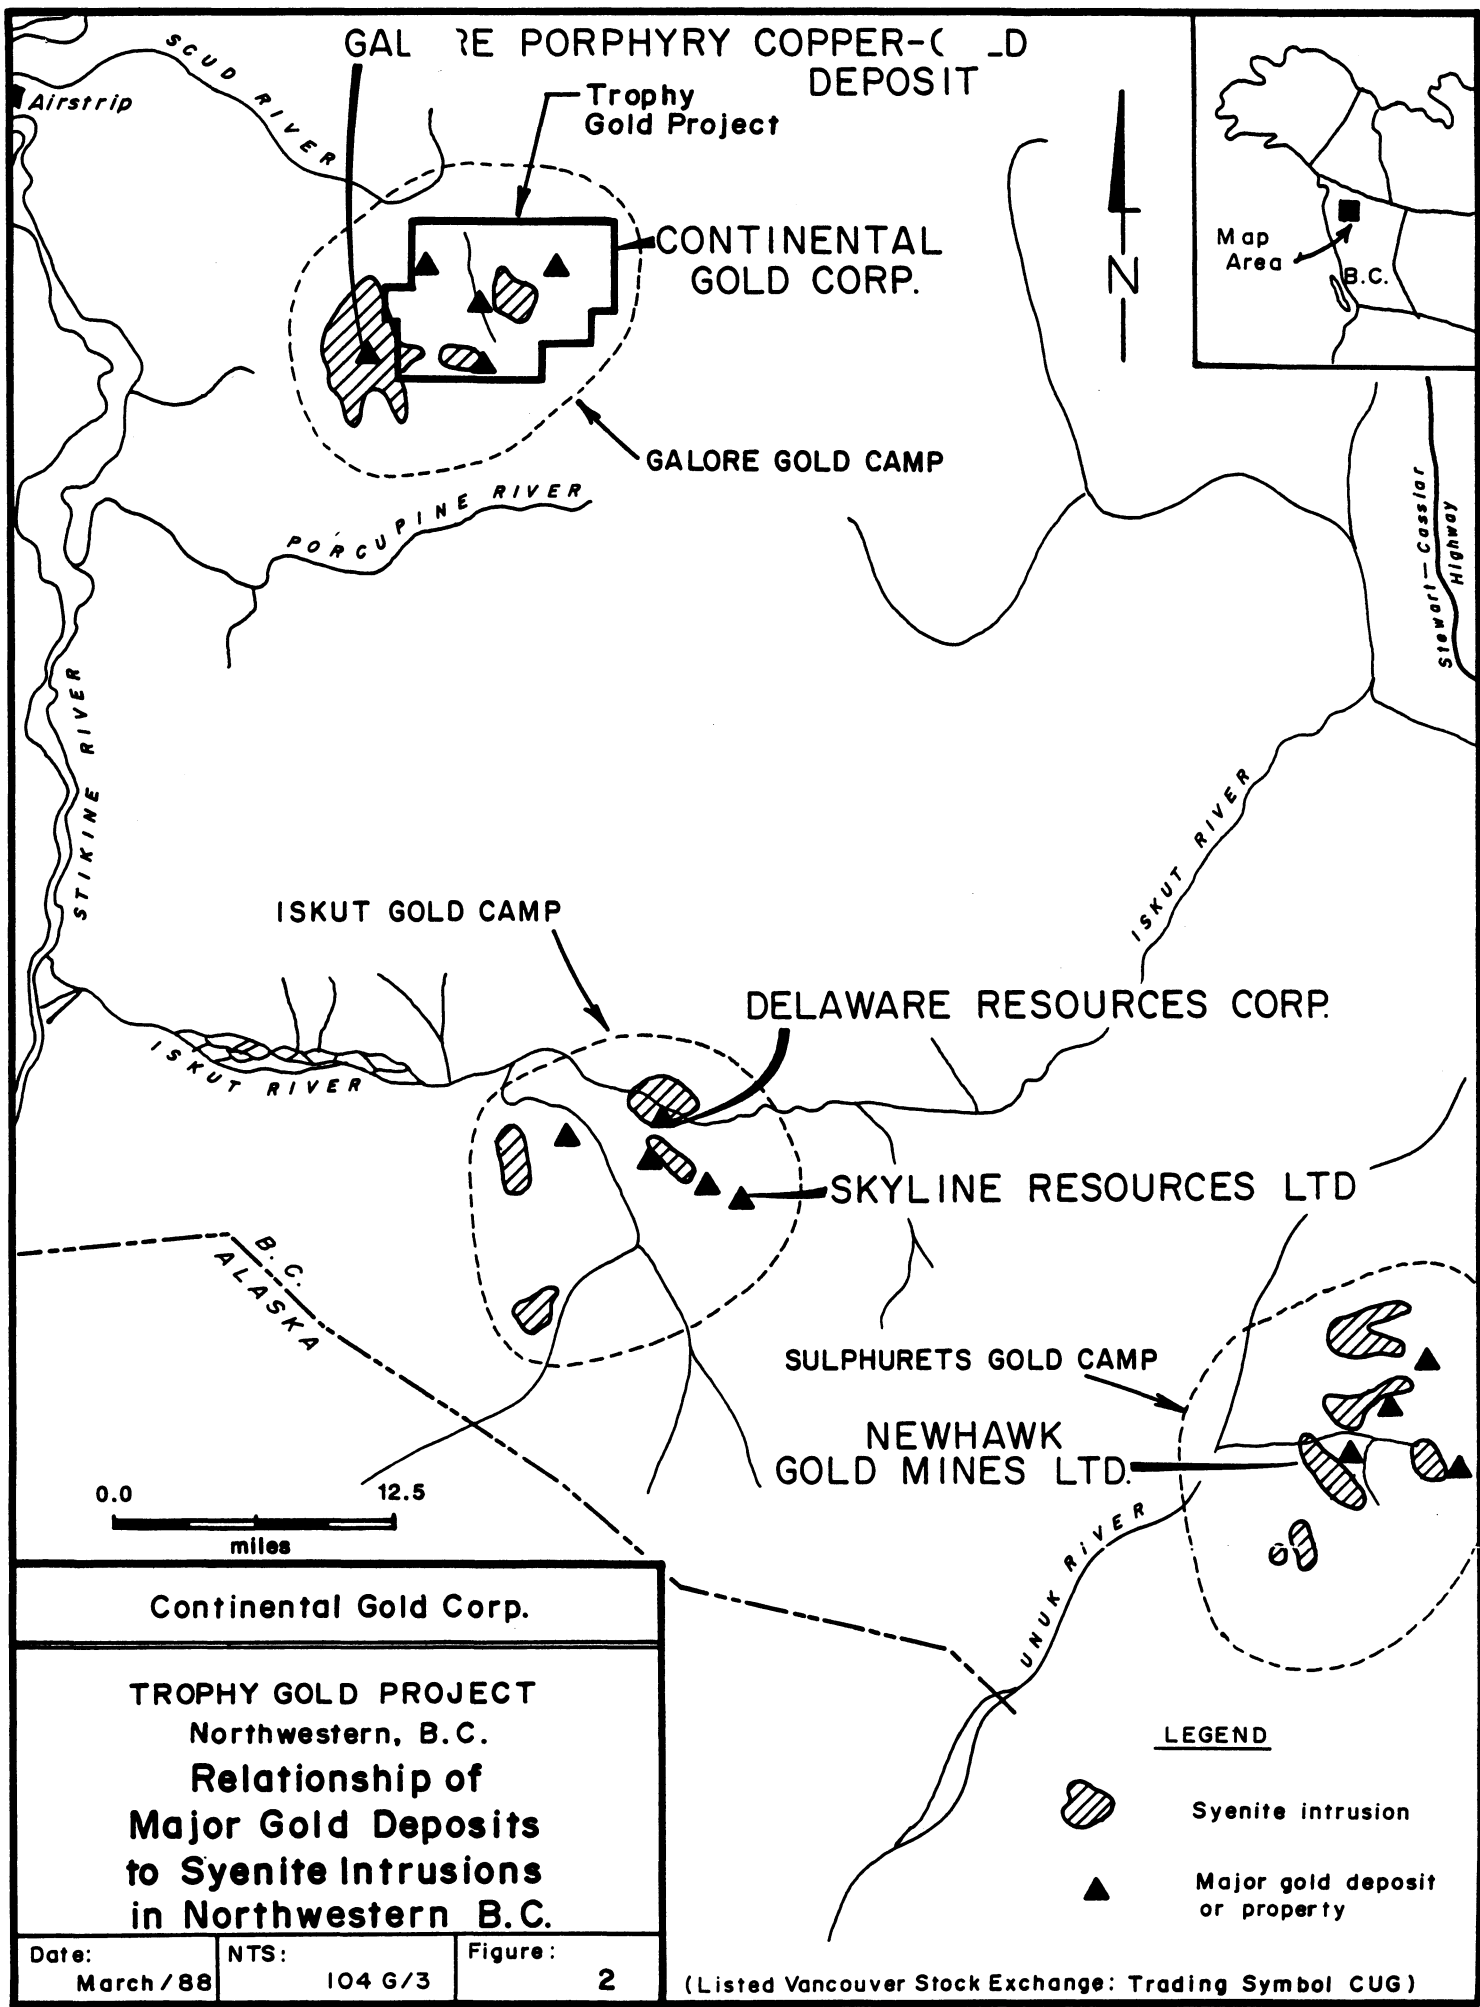 GAL RE PORPHYRY COPPER-( _D
DEPOSIT
SCUD RIVER
Airstrip
Trophy
Gold Project
CONTINENTAL
GOLD CORP.
N
Map
Area
B.C.
GALORE GOLD CAMP
PORCUPINE RIVER
Stewart-Cassiar
Highway
STIKINE RIVER
ISKUT RIVER
ISKUT GOLD CAMP
DELAWARE RESOURCES CORP.
ISKUT RIVER
SKYLINE RESOURCES LTD
B.C.
ALASKA
SULPHURETS GOLD CAMP
NEWHAWK
GOLD MINES LTD.
0.0 12.5
miles
UNUK RIVER
Continental Gold Corp.
TROPHY GOLD PROJECT
Northwestern, B.C.
Relationship of
Major Gold Deposits
to Syenite Intrusions
in Northwestern B.C.
Date:
March/88
NTS:
104 G/3
Figure:
2
LEGEND
Syenite intrusion
Major gold deposit
or property
(Listed Vancouver Stock Exchange: Trading Symbol CUG)